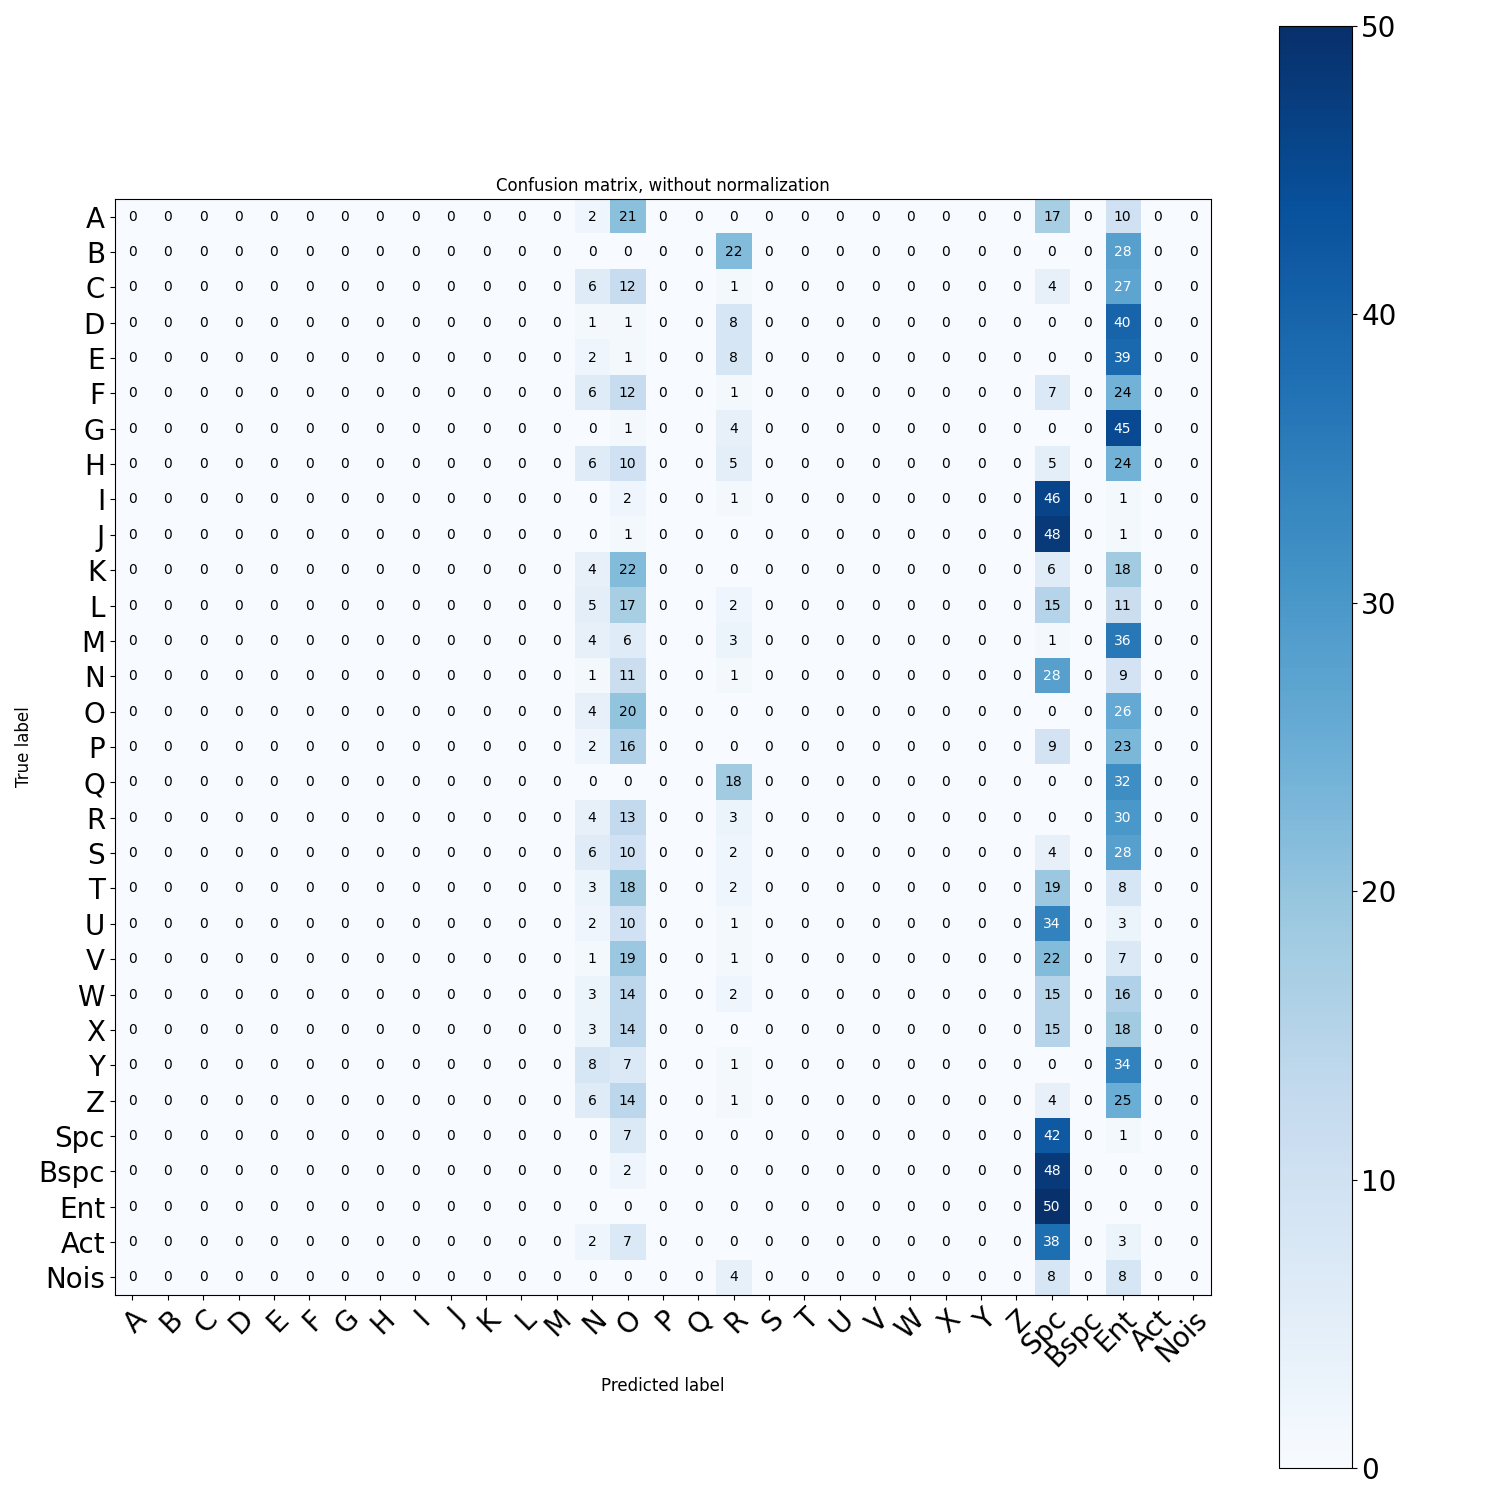 Confusion matrix, without normalization
A 0 0 0 0 0 0 0 0 0 0 0 0 0 2 21 0 0 0 0 0 0 0 0 0 0 0 17 0 10 0 0
B 0 0 0 0 0 0 0 0 0 0 0 0 0 0 0 0 0 22 0 0 0 0 0 0 0 0 0 0 28 0 0
C 0 0 0 0 0 0 0 0 0 0 0 0 0 6 12 0 0 1 0 0 0 0 0 0 0 0 4 0 27 0 0
D 0 0 0 0 0 0 0 0 0 0 0 0 0 1 1 0 0 8 0 0 0 0 0 0 0 0 0 0 40 0 0
E 0 0 0 0 0 0 0 0 0 0 0 0 0 2 1 0 0 8 0 0 0 0 0 0 0 0 0 0 39 0 0
F 0 0 0 0 0 0 0 0 0 0 0 0 0 6 12 0 0 1 0 0 0 0 0 0 0 0 7 0 24 0 0
G 0 0 0 0 0 0 0 0 0 0 0 0 0 0 1 0 0 4 0 0 0 0 0 0 0 0 0 0 45 0 0
H 0 0 0 0 0 0 0 0 0 0 0 0 0 6 10 0 0 5 0 0 0 0 0 0 0 0 5 0 24 0 0
I 0 0 0 0 0 0 0 0 0 0 0 0 0 0 2 0 0 1 0 0 0 0 0 0 0 0 46 0 1 0 0
J 0 0 0 0 0 0 0 0 0 0 0 0 0 0 1 0 0 0 0 0 0 0 0 0 0 0 48 0 1 0 0
K 0 0 0 0 0 0 0 0 0 0 0 0 0 4 22 0 0 0 0 0 0 0 0 0 0 0 6 0 18 0 0
L 0 0 0 0 0 0 0 0 0 0 0 0 0 5 17 0 0 2 0 0 0 0 0 0 0 0 15 0 11 0 0
M 0 0 0 0 0 0 0 0 0 0 0 0 0 4 6 0 0 3 0 0 0 0 0 0 0 0 1 0 36 0 0
N 0 0 0 0 0 0 0 0 0 0 0 0 0 1 11 0 0 1 0 0 0 0 0 0 0 0 28 0 9 0 0
O 0 0 0 0 0 0 0 0 0 0 0 0 0 4 20 0 0 0 0 0 0 0 0 0 0 0 0 0 26 0 0
P 0 0 0 0 0 0 0 0 0 0 0 0 0 2 16 0 0 0 0 0 0 0 0 0 0 0 9 0 23 0 0
Q 0 0 0 0 0 0 0 0 0 0 0 0 0 0 0 0 0 18 0 0 0 0 0 0 0 0 0 0 32 0 0
R 0 0 0 0 0 0 0 0 0 0 0 0 0 4 13 0 0 3 0 0 0 0 0 0 0 0 0 0 30 0 0
S 0 0 0 0 0 0 0 0 0 0 0 0 0 6 10 0 0 2 0 0 0 0 0 0 0 0 4 0 28 0 0
T 0 0 0 0 0 0 0 0 0 0 0 0 0 3 18 0 0 2 0 0 0 0 0 0 0 0 19 0 8 0 0
U 0 0 0 0 0 0 0 0 0 0 0 0 0 2 10 0 0 1 0 0 0 0 0 0 0 0 34 0 3 0 0
V 0 0 0 0 0 0 0 0 0 0 0 0 0 1 19 0 0 1 0 0 0 0 0 0 0 0 22 0 7 0 0
W 0 0 0 0 0 0 0 0 0 0 0 0 0 3 14 0 0 2 0 0 0 0 0 0 0 0 15 0 16 0 0
X 0 0 0 0 0 0 0 0 0 0 0 0 0 3 14 0 0 0 0 0 0 0 0 0 0 0 15 0 18 0 0
Y 0 0 0 0 0 0 0 0 0 0 0 0 0 8 7 0 0 1 0 0 0 0 0 0 0 0 0 0 34 0 0
Z 0 0 0 0 0 0 0 0 0 0 0 0 0 6 14 0 0 1 0 0 0 0 0 0 0 0 4 0 25 0 0
Spc 0 0 0 0 0 0 0 0 0 0 0 0 0 0 7 0 0 0 0 0 0 0 0 0 0 0 42 0 1 0 0
Bspc 0 0 0 0 0 0 0 0 0 0 0 0 0 0 2 0 0 0 0 0 0 0 0 0 0 0 48 0 0 0 0
Ent 0 0 0 0 0 0 0 0 0 0 0 0 0 0 0 0 0 0 0 0 0 0 0 0 0 0 50 0 0 0 0
Act 0 0 0 0 0 0 0 0 0 0 0 0 0 2 7 0 0 0 0 0 0 0 0 0 0 0 38 0 3 0 0
Nois 0 0 0 0 0 0 0 0 0 0 0 0 0 0 0 0 0 4 0 0 0 0 0 0 0 0 8 0 8 0 0
A B C D E F G H I J K L M N O P Q R S T U V W X Y Z Spc Bspc Ent Act Nois
Predicted label
True label
50
40
30
20
10
0